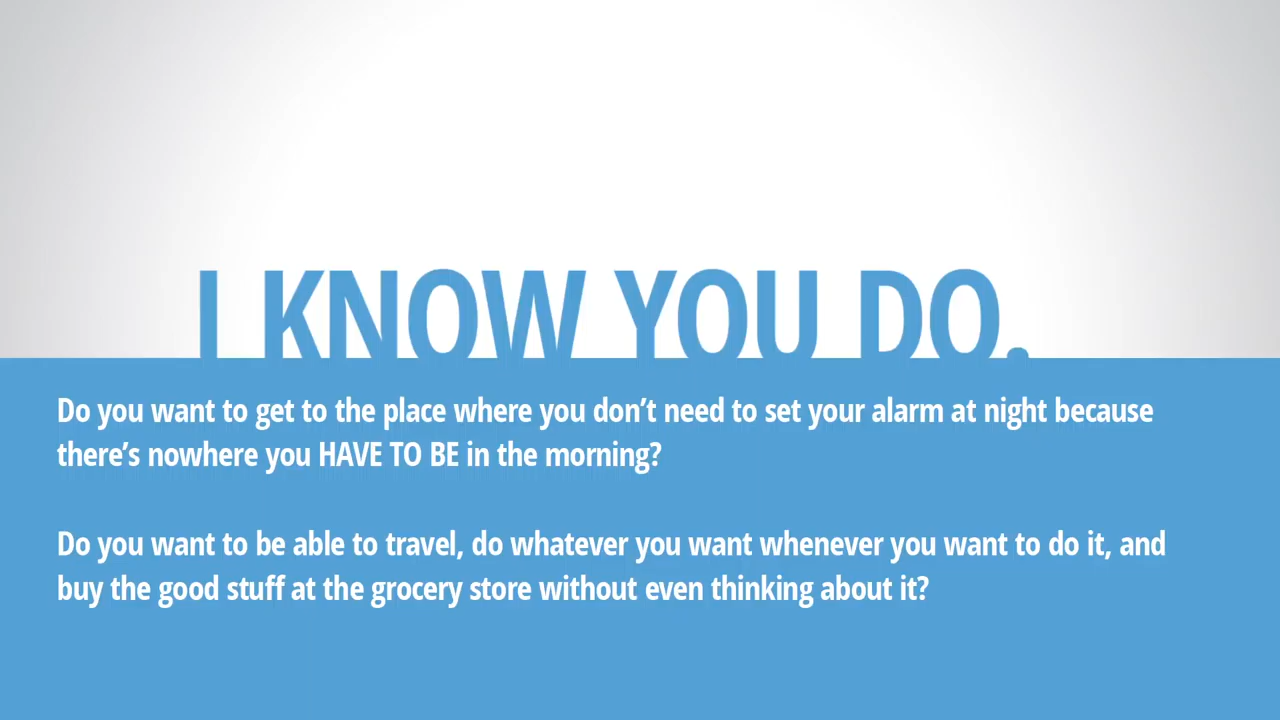 I KNOW YOU DO.
Do you want to get to the place where you don’t need to set your alarm at night because
there’s nowhere you HAVE TO BE in the morning?
Do you want to be able to travel, do whatever you want whenever you want to do it, and
buy the good stuff at the grocery store without even thinking about it?